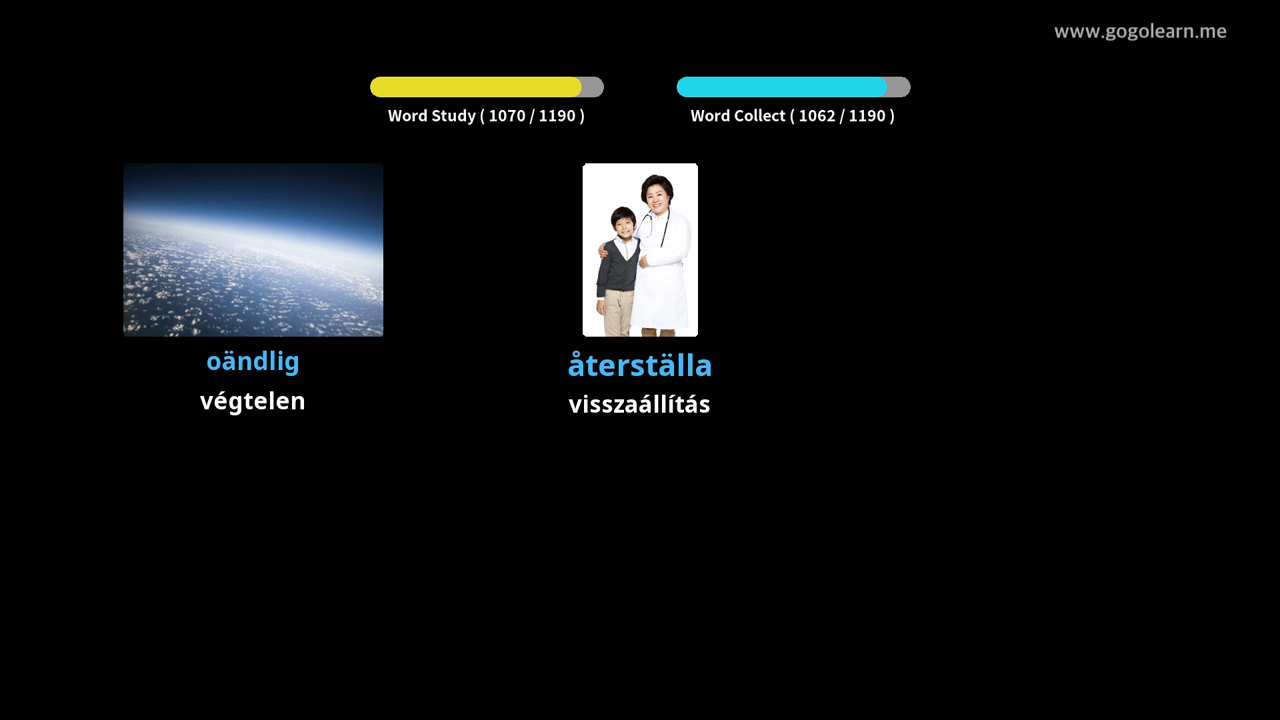 www.gogolearn.me
Word Study ( 1070 / 1190 )
Word Collect ( 1062 / 1190 )
oändlig
végtelen
återställa
visszaállítás